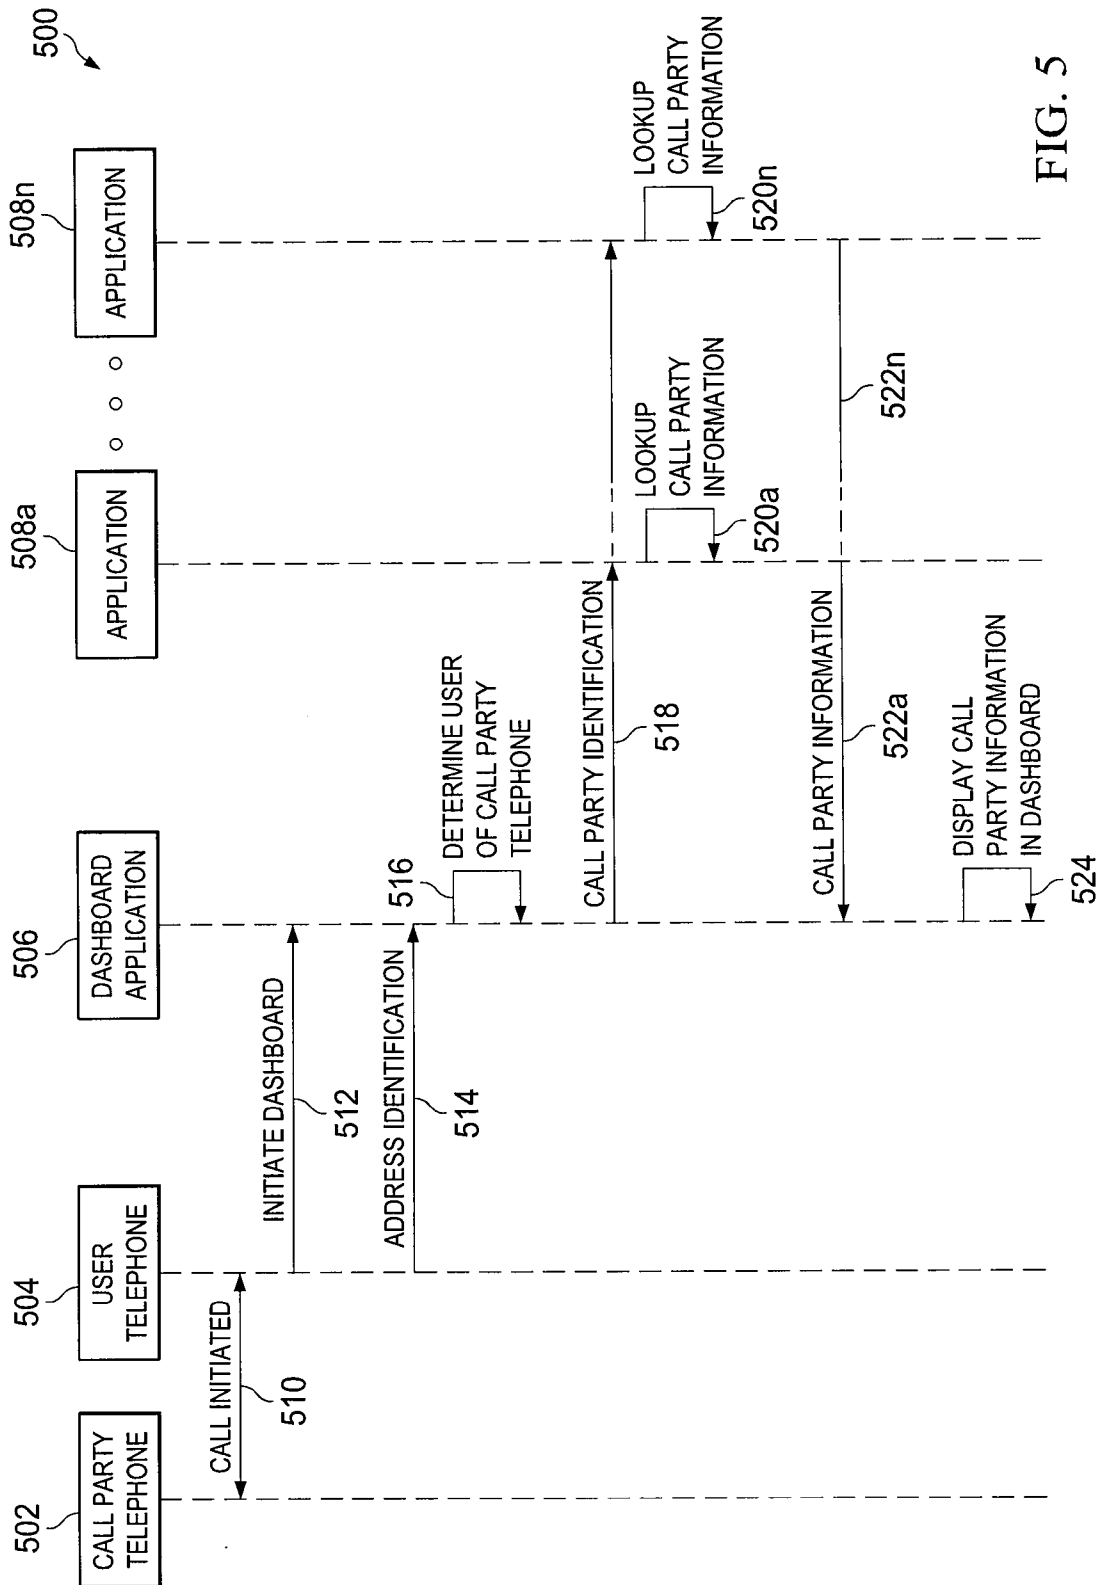 500
502
CALL PARTY
TELEPHONE
504
USER
TELEPHONE
506
DASHBOARD
APPLICATION
508a
APPLICATION
508n
APPLICATION
CALL INITIATED
510
INITIATE DASHBOARD
512
ADDRESS IDENTIFICATION
514
516
DETERMINE USER
OF CALL PARTY
TELEPHONE
CALL PARTY IDENTIFICATION
518
LOOKUP
CALL PARTY
INFORMATION
520a
LOOKUP
CALL PARTY
INFORMATION
520n
CALL PARTY INFORMATION
522a
522n
DISPLAY CALL
PARTY INFORMATION
IN DASHBOARD
524
FIG. 5